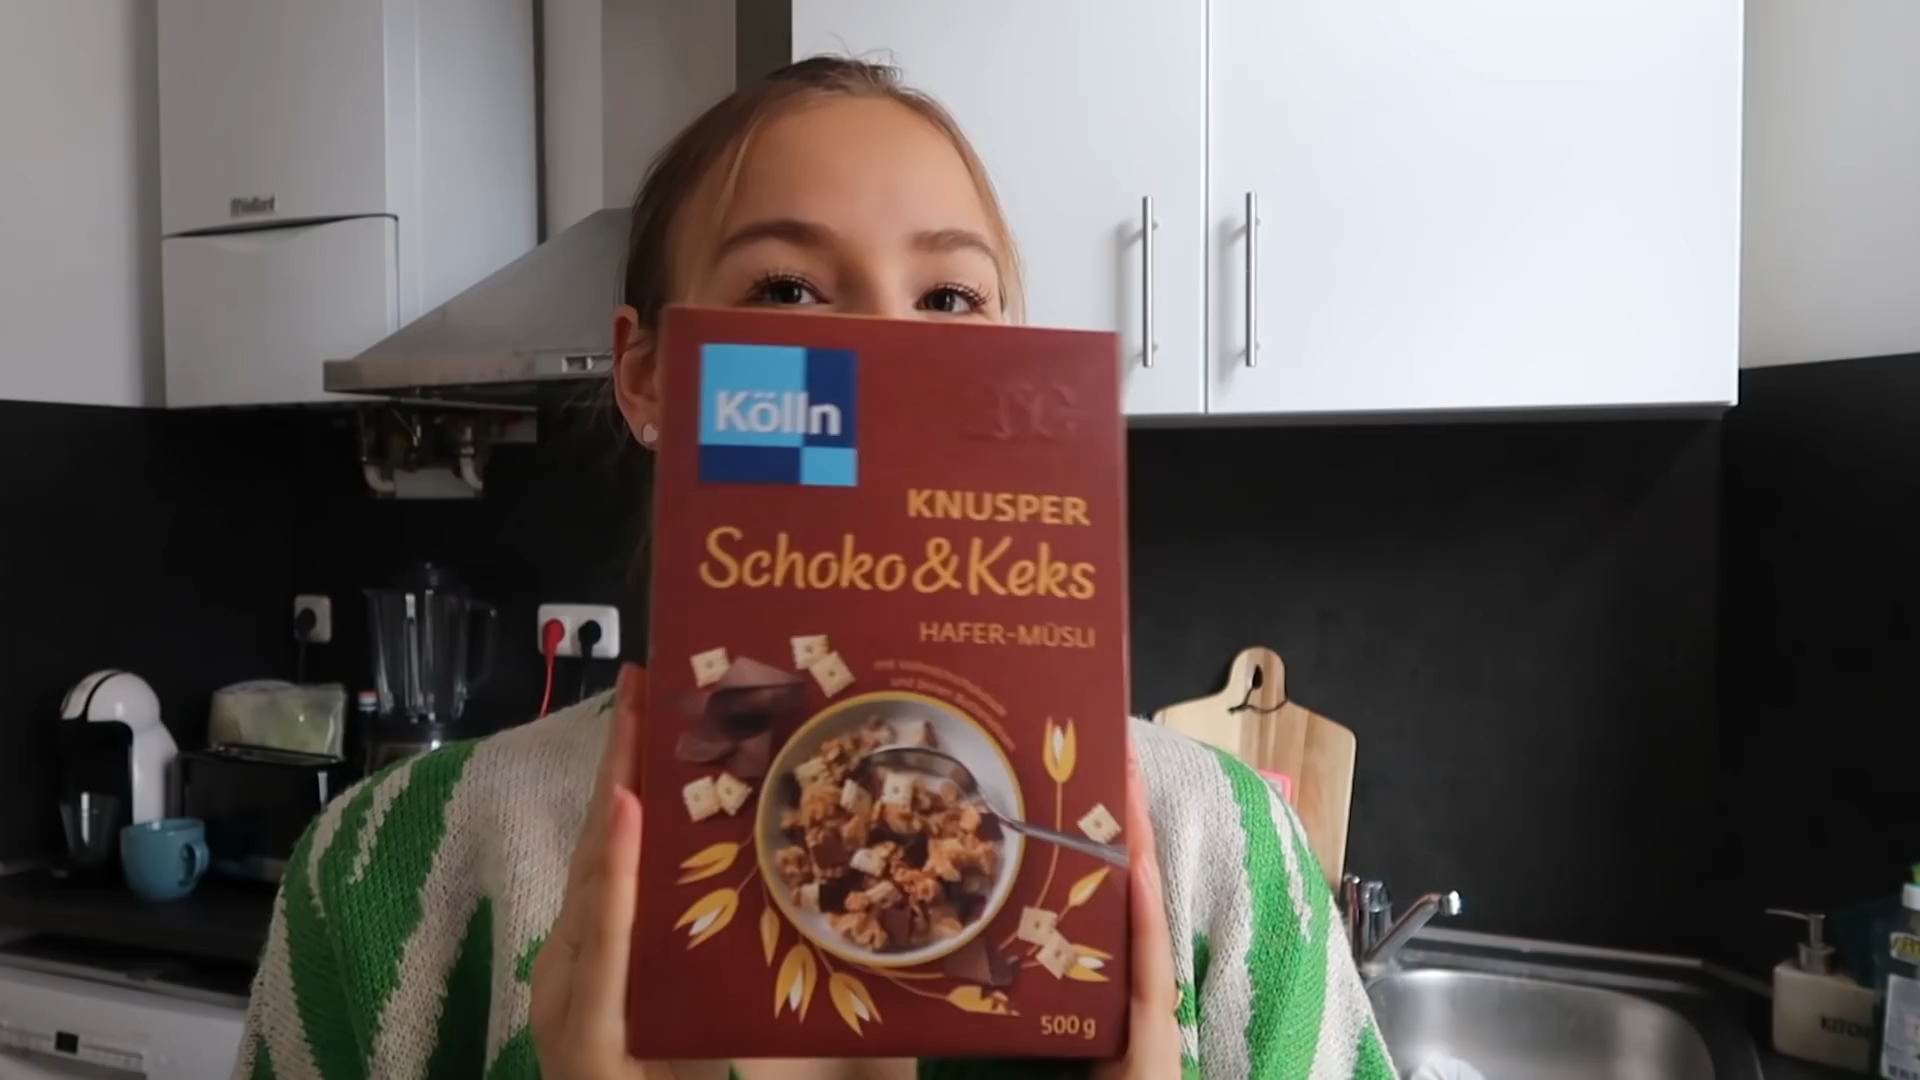 Kölln
KNUSPER
Schoko & Keks
HAFER-MÜSLI
500 g